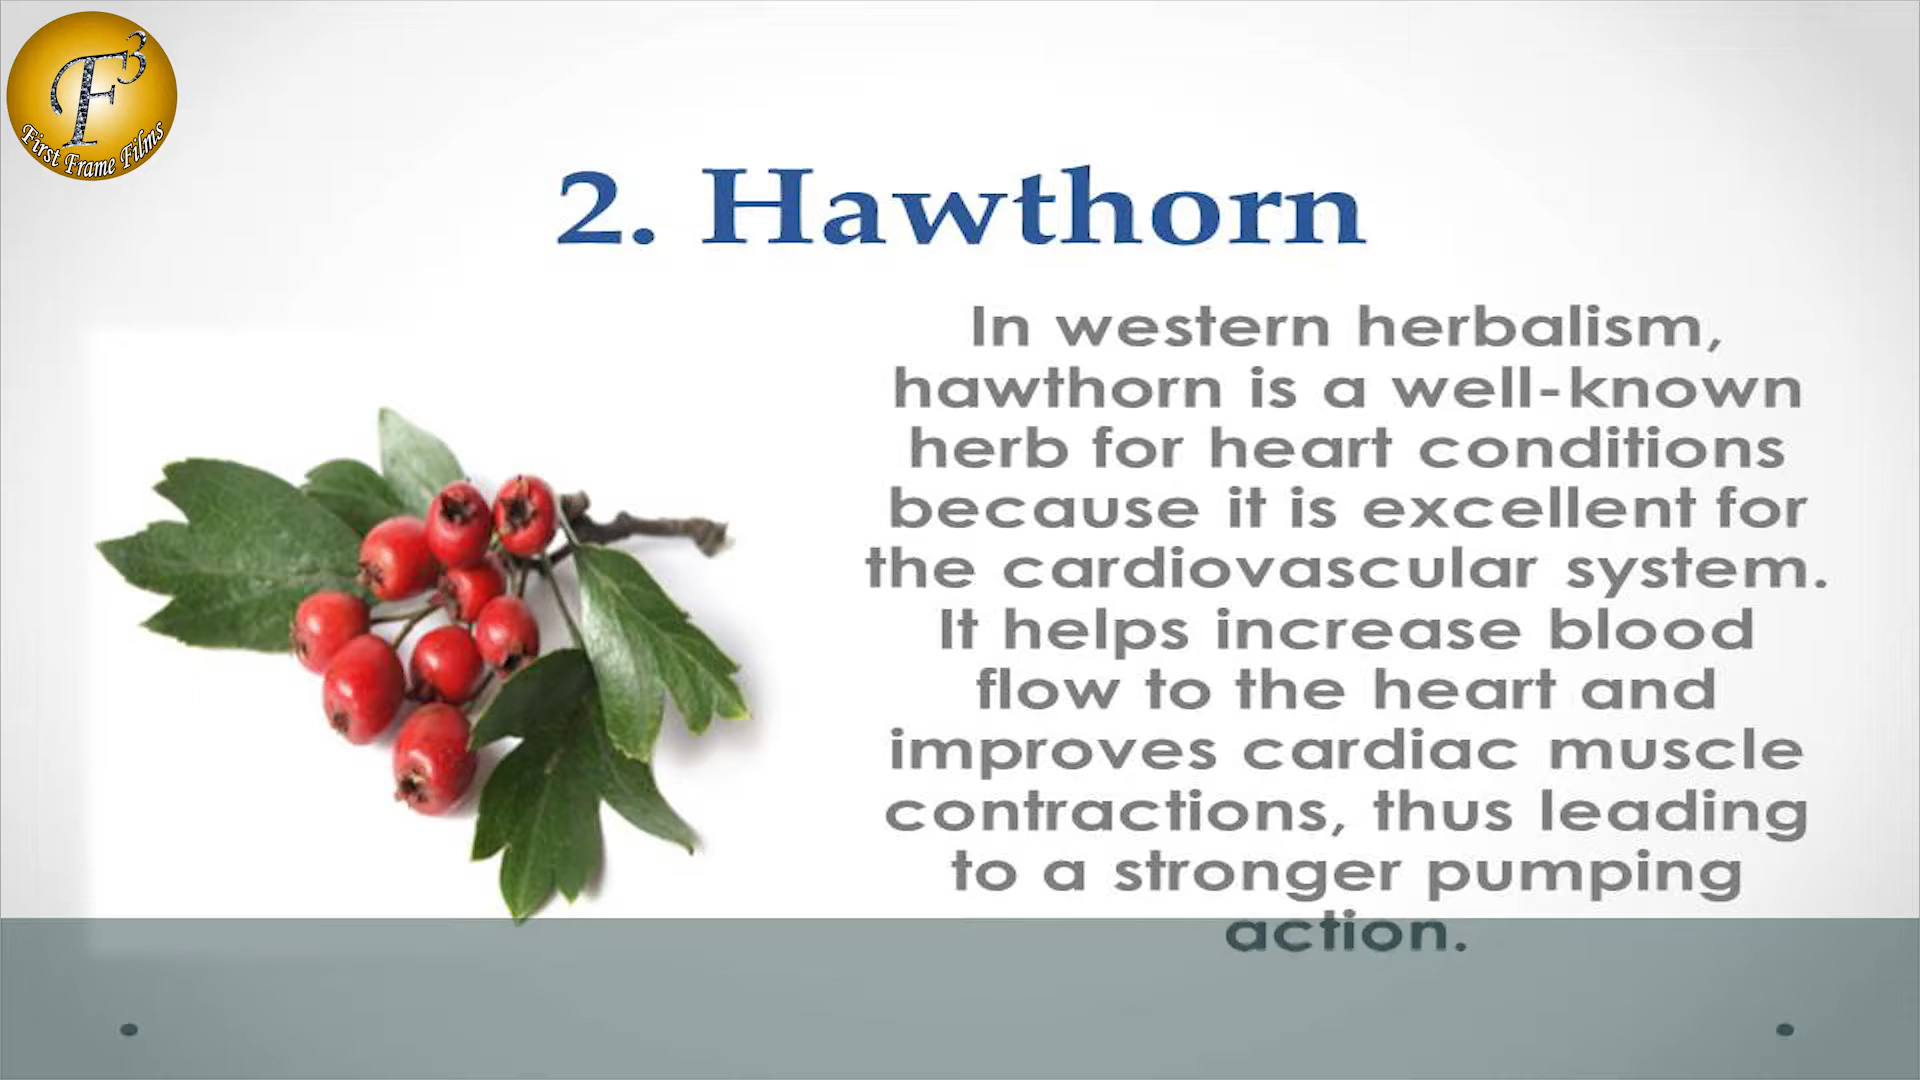 F3
First Frame Films
2. Hawthorn
In western herbalism,
hawthorn is a well-known
herb for heart conditions
because it is excellent for
the cardiovascular system.
It helps increase blood
flow to the heart and
improves cardiac muscle
contractions, thus leading
to a stronger pumping
action.